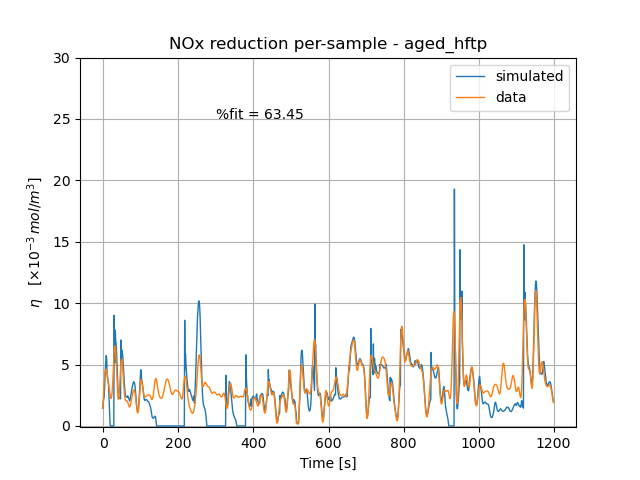 NOx reduction per-sample - aged_hftp
simulated
data
%fit = 63.45
η [×10⁻³ mol/m³]
30
25
20
15
10
5
0
0 200 400 600 800 1000 1200
Time [s]